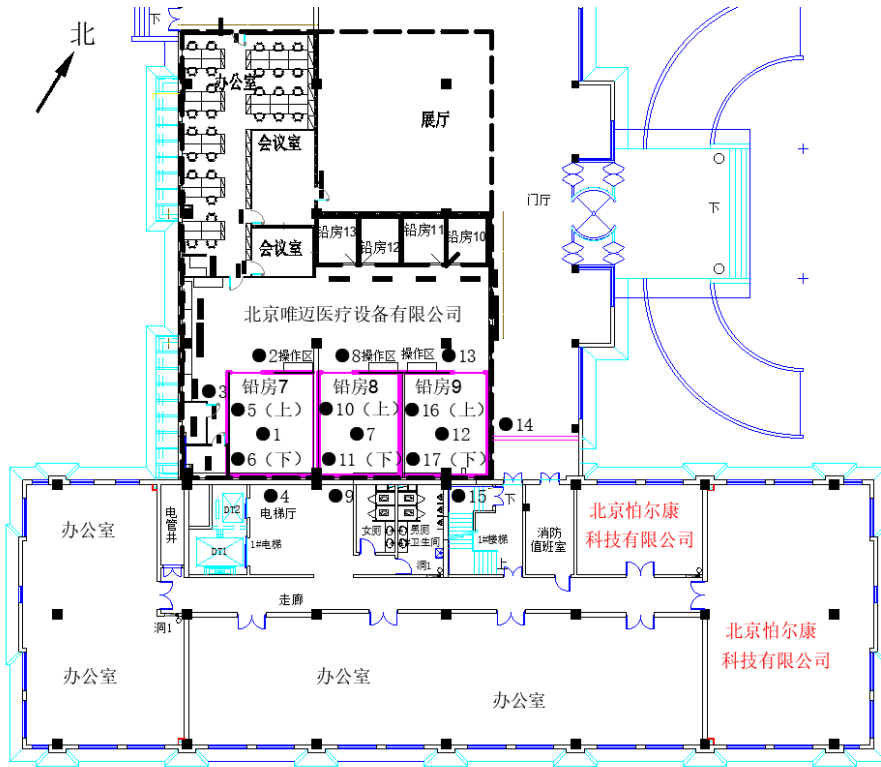 下
北
办公室
展厅
会议室
门厅
下
铅房13
铅房12
铅房11
铅房10
会议室
北京唯迈医疗设备有限公司
2操作区
8操作区
操作区
13
铅房7
铅房8
铅房9
3
5（上）
10（上）
16（上）
14
1
7
12
6（下）
11（下）
17（下）
4
9
15
下
办公室
电管井
DT2
电梯厅
1#电梯
DT1
女厕
男厕
卫生间
洞1
1#楼梯
上
消防值班室
北京怕尔康
科技有限公司
走廊
洞1
办公室
办公室
办公室
北京怕尔康
科技有限公司